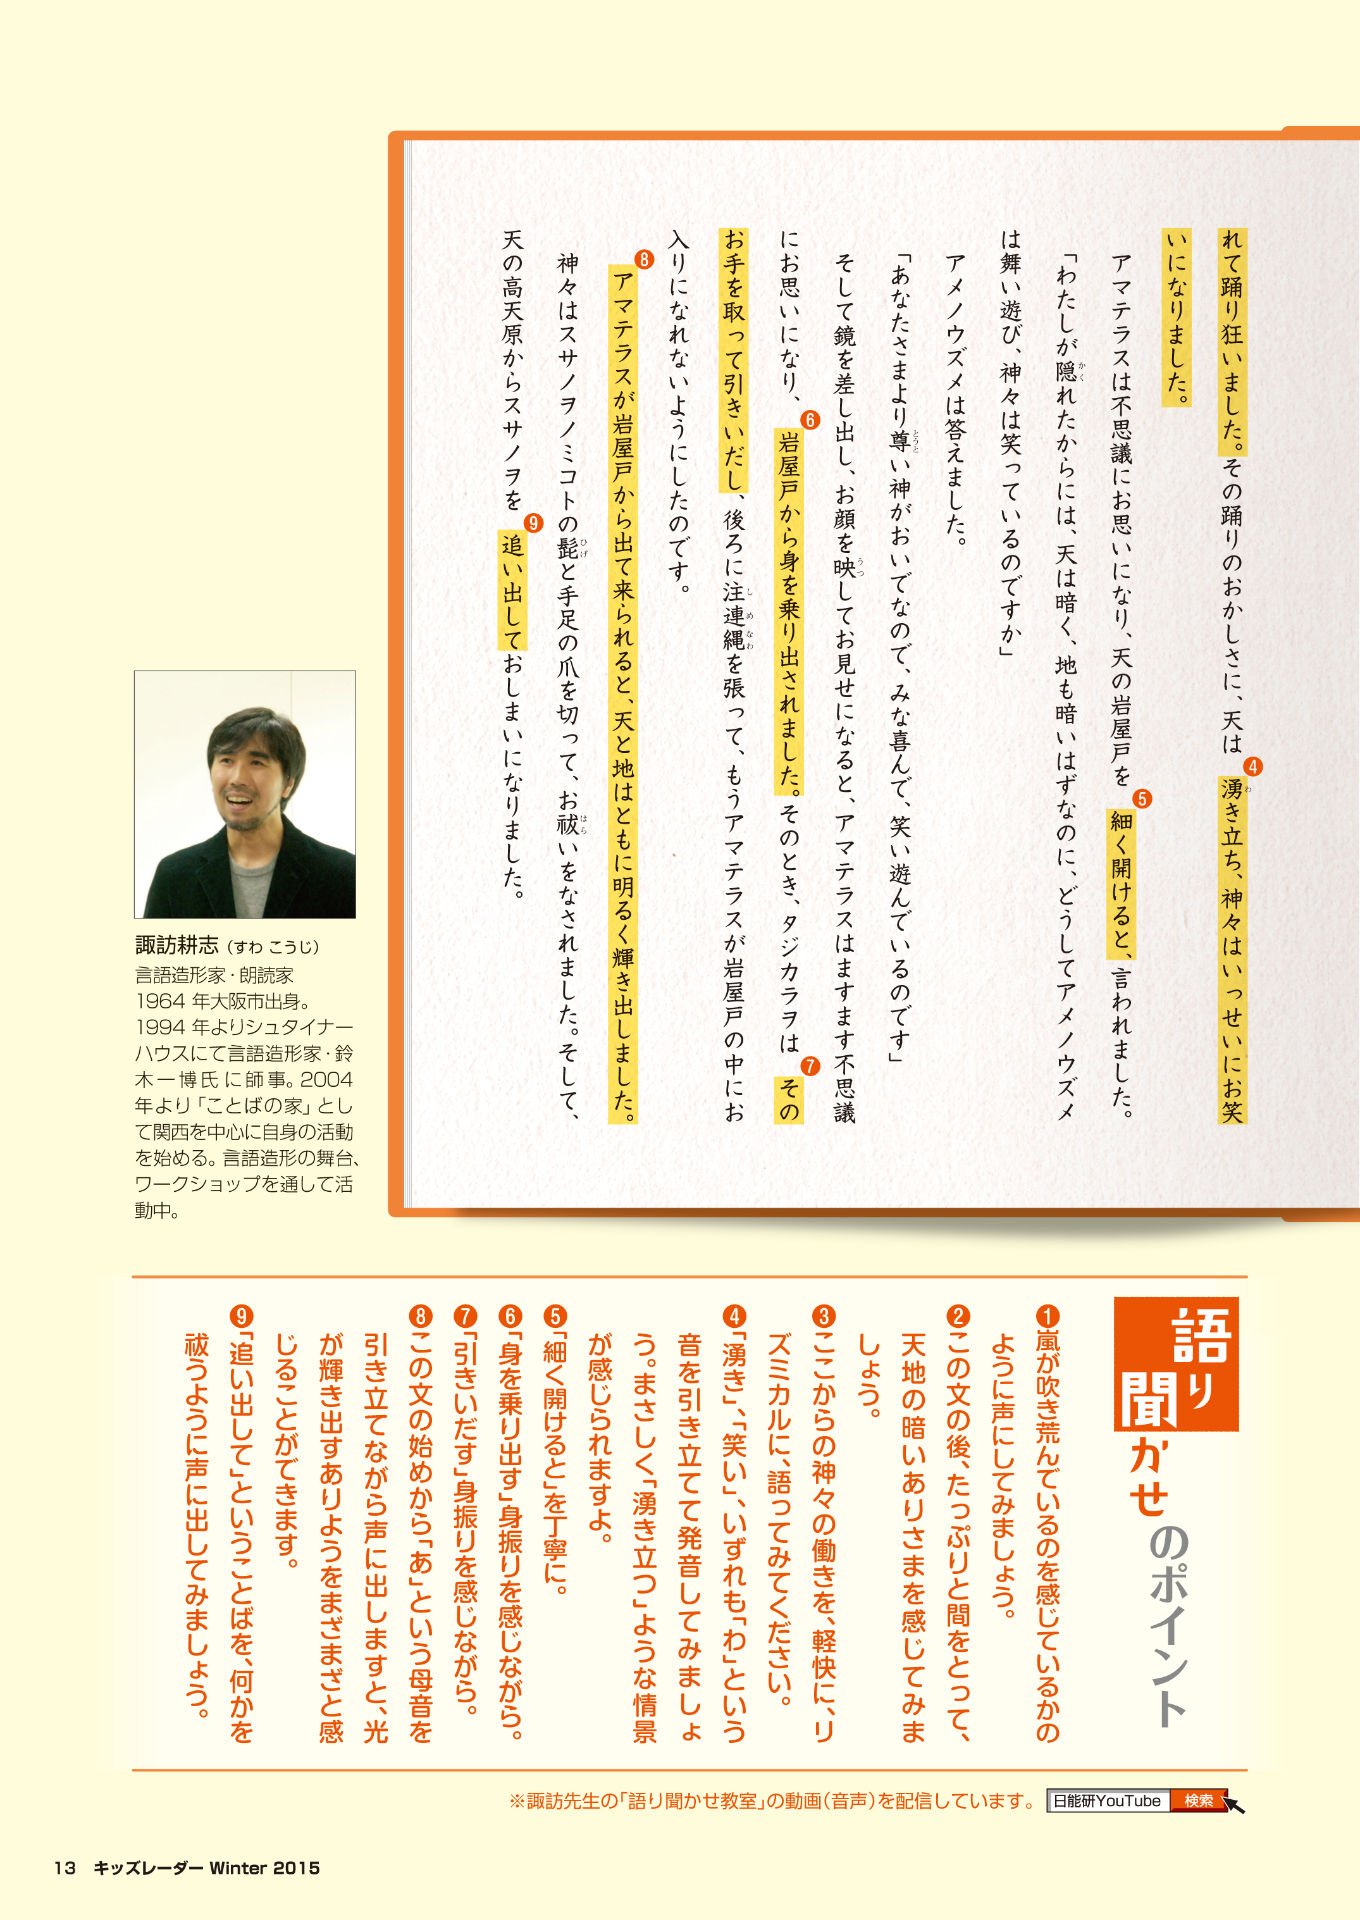 れて踊り狂いました。その踊りのおかしさに、天は❹湧き立ち、神々はいっせいにお笑
いになりました。
アマテラスは不思議にお思いになり、天の岩屋戸を❺細く開けると、言われました。
「わたしが隠れたからには、天は暗く、地も暗いはずなのに、どうしてアメノウズメ
は舞い遊び、神々は笑っているのですか」
アメノウズメは答えました。
「あなたさまより尊い神がおいでなので、みな喜んで、笑い遊んでいるのです」
そして鏡を差し出し、お顔を映してお見せになると、アマテラスはますます不思議
にお思いになり、❻岩屋戸から身を乗り出されました。そのとき、タジカラヲは❼その
お手を取って引きいだし、後ろに注連縄を張って、もうアマテラスが岩屋戸の中にお
入りになれないようにしたのです。
❽アマテラスが岩屋戸から出て来られると、天と地はともに明るく輝き出しました。
神々はスサノヲノミコトの髭と手足の爪を切って、お祓いをなされました。そして、
天の高天原からスサノヲを❾追い出しておしまいになりました。
諏訪耕志（すわ こうじ）
言語造形家・朗読家
1964 年大阪市出身。
1994 年よりシュタイナー
ハウスにて言語造形家・鈴
木一博氏に師事。2004
年より「ことばの家」とし
て関西を中心に自身の活動
を始める。言語造形の舞台、
ワークショップを通して活
動中。
語り聞かせのポイント
❶嵐が吹き荒んでいるのを感じているかの
ように声にしてみましょう。
❷この文の後、たっぷりと間をとって、
天地の暗いありさまを感じてみま
しょう。
❸ここからの神々の働きを、軽快に、リ
ズミカルに、語ってみてください。
❹「湧き」、「笑い」、いずれも「わ」という
音を引き立てて発音してみましょ
う。まさしく「湧き立つ」ような情景
が感じられますよ。
❺「細く開けると」を丁寧に。
❻「身を乗り出す」身振りを感じながら。
❼「引きいだす」身振りを感じながら。
❽この文の始めから「あ」という母音を
引き立てながら声に出しますと、光
が輝き出すありようをまざまざと感
じることができます。
❾「追い出して」ということばを、何かを
祓うように声に出してみましょう。
※諏訪先生の「語り聞かせ教室」の動画（音声）を配信しています。 日能研YouTube 検索
13 キッズレーダー Winter 2015